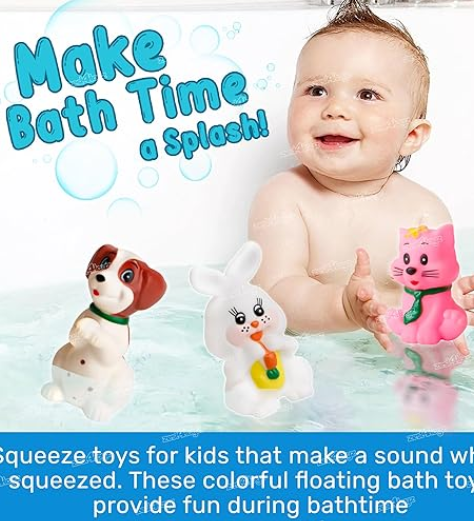 Make
Bath Time
a Splash!
Squeeze toys for kids that make a sound wh
squeezed. These colorful floating bath toy
provide fun during bathtime